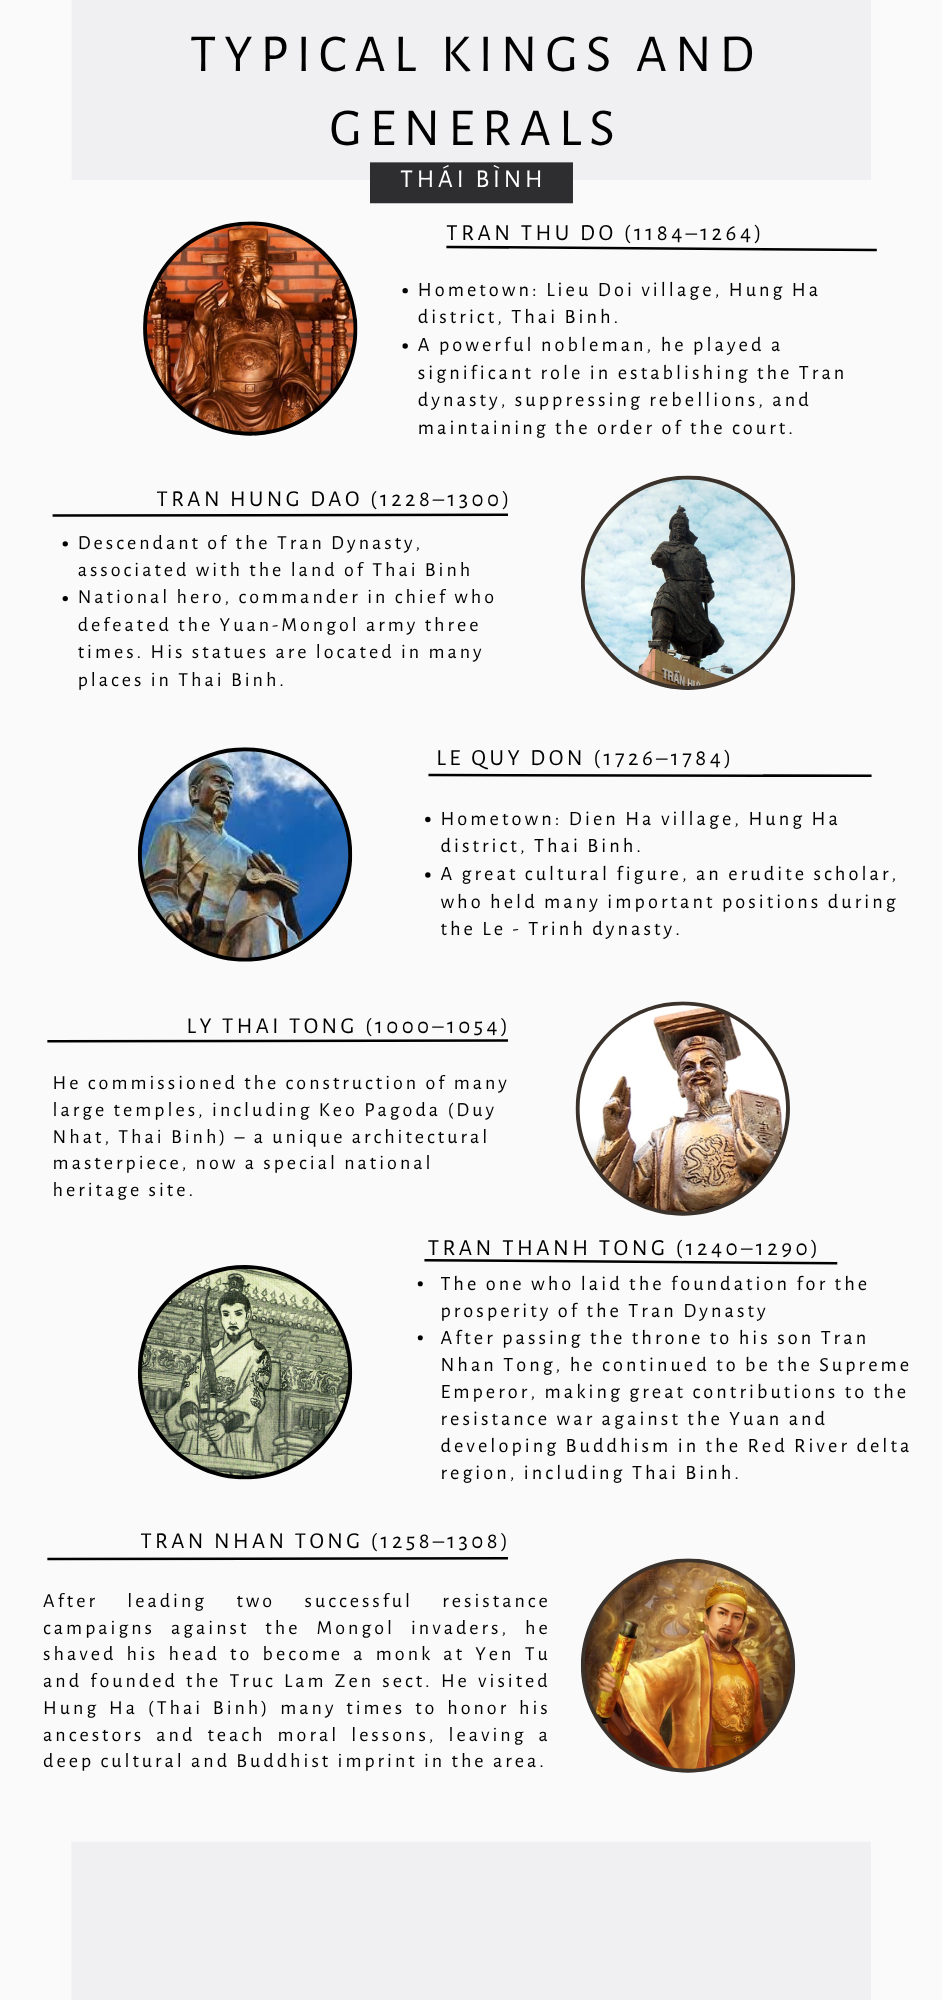 TYPICAL KINGS AND
GENERALS
THÁI BÌNH
TRAN THU DO (1184–1264)
• Hometown: Lieu Doi village, Hung Ha
district, Thai Binh.
• A powerful nobleman, he played a
significant role in establishing the Tran
dynasty, suppressing rebellions, and
maintaining the order of the court.
TRAN HUNG DAO (1228–1300)
• Descendant of the Tran Dynasty,
associated with the land of Thai Binh
• National hero, commander in chief who
defeated the Yuan-Mongol army three
times. His statues are located in many
places in Thai Binh.
TRẦN HƯ
LE QUY DON (1726–1784)
• Hometown: Dien Ha village, Hung Ha
district, Thai Binh.
• A great cultural figure, an erudite scholar,
who held many important positions during
the Le - Trinh dynasty.
LY THAI TONG (1000–1054)
He commissioned the construction of many
large temples, including Keo Pagoda (Duy
Nhat, Thai Binh) – a unique architectural
masterpiece, now a special national
heritage site.
TRAN THANH TONG (1240–1290)
• The one who laid the foundation for the
prosperity of the Tran Dynasty
• After passing the throne to his son Tran
Nhan Tong, he continued to be the Supreme
Emperor, making great contributions to the
resistance war against the Yuan and
developing Buddhism in the Red River delta
region, including Thai Binh.
TRAN NHAN TONG (1258–1308)
After leading two successful resistance
campaigns against the Mongol invaders, he
shaved his head to become a monk at Yen Tu
and founded the Truc Lam Zen sect. He visited
Hung Ha (Thai Binh) many times to honor his
ancestors and teach moral lessons, leaving a
deep cultural and Buddhist imprint in the area.